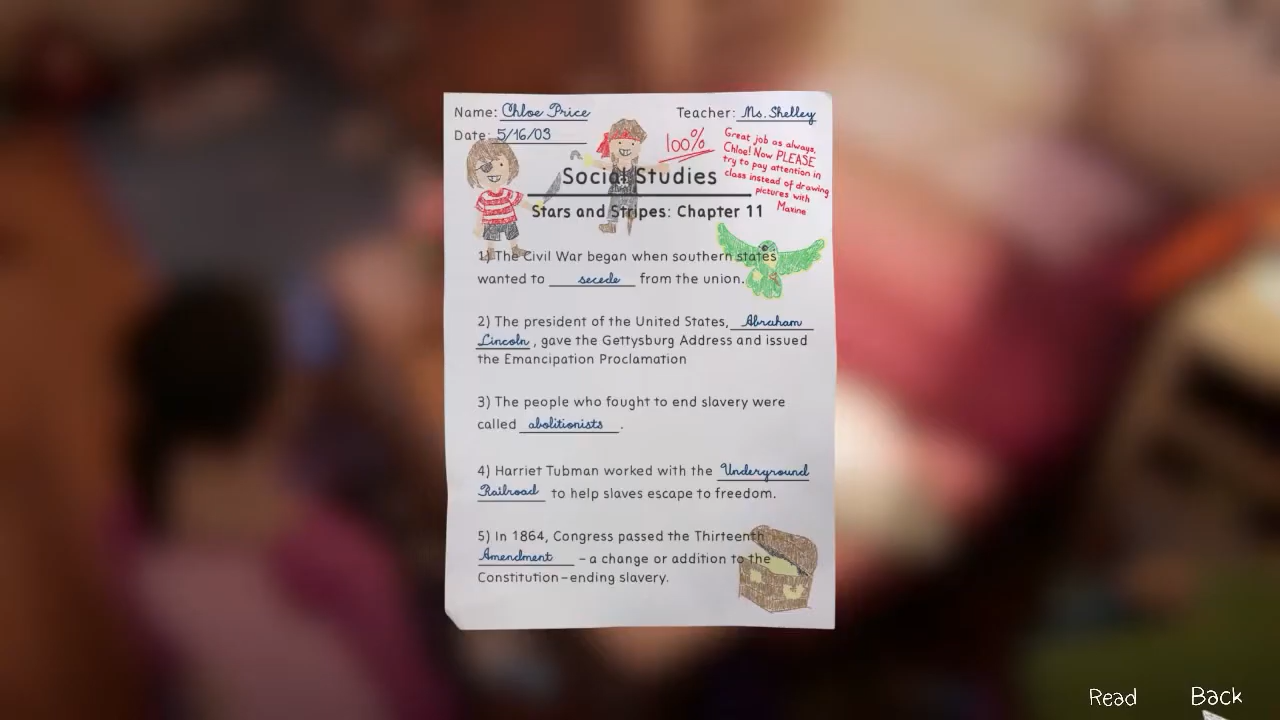 Name: Chloe Price
Teacher: Ms. Shelley
Date: 5/16/03
100%
Great job as always,
Chloe! Now PLEASE
try to pay attention in
class instead of drawing
pictures with
Maxine
Social Studies
Stars and Stripes: Chapter 11
1) The Civil War began when southern states
wanted to secede from the union.
2) The president of the United States, Abraham
Lincoln, gave the Gettysburg Address and issued
the Emancipation Proclamation
3) The people who fought to end slavery were
called abolitionists.
4) Harriet Tubman worked with the Underground
Railroad to help slaves escape to freedom.
5) In 1864, Congress passed the Thirteenth
Amendment – a change or addition to the
Constitution – ending slavery.
Read
Back